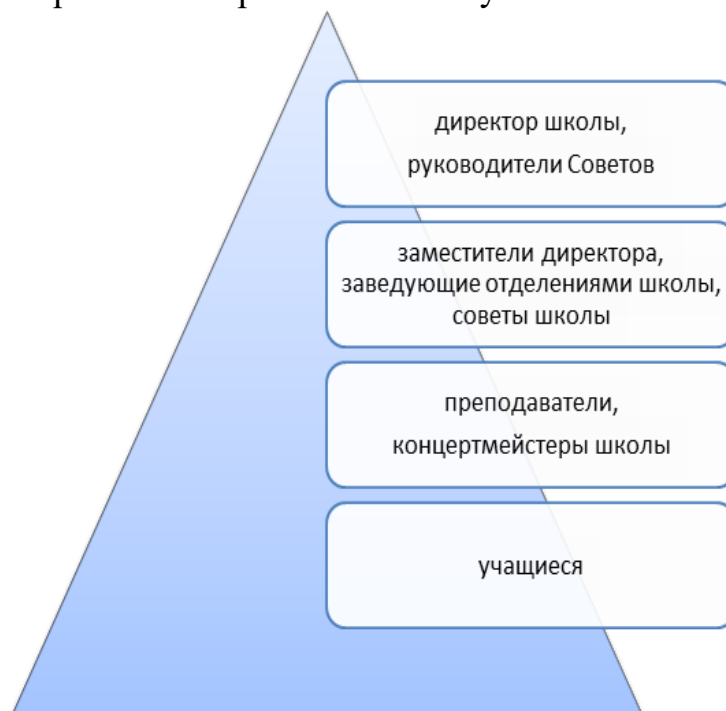 директор школы,
руководители Советов
заместители директора,
заведующие отделениями школы,
советы школы
преподаватели,
концертмейстеры школы
учащиеся